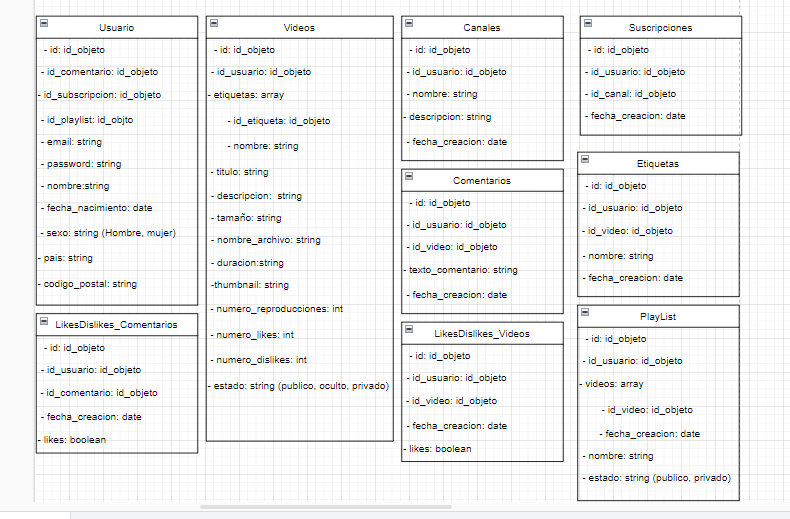 Usuario
- id: id_objeto
- id_comentario: id_objeto
- id_subscripcion: id_objeto
- id_playlist: id_objto
- email: string
- password: string
- nombre:string
- fecha_nacimiento: date
- sexo: string (Hombre, mujer)
- pais: string
- codigo_postal: string
LikesDislikes_Comentarios
- id: id_objeto
- id_usuario: id_objeto
- id_comentario: id_objeto
- fecha_creacion: date
- likes: boolean
Videos
- id: id_objeto
- id_usuario: id_objeto
- etiquetas: array
- id_etiqueta: id_objeto
- nombre: string
- titulo: string
- descripcion: string
- tamaño: string
- nombre_archivo: string
- duracion:string
-thumbnail: string
- numero_reproducciones: int
- numero_likes: int
- numero_dislikes: int
- estado: string (publico, oculto, privado)
Canales
- id: id_objeto
- id_usuario: id_objeto
- nombre: string
- descripcion: string
- fecha_creacion: date
Comentarios
- id: id_objeto
- id_usuario: id_objeto
- id_video: id_objeto
- texto_comentario: string
- fecha_creacion: date
LikesDislikes_Videos
- id: id_objeto
- id_usuario: id_objeto
- id_video: id_objeto
- fecha_creacion: date
- likes: boolean
Suscripciones
- id: id_objeto
- id_usuario: id_objeto
- id_canal: id_objeto
- fecha_creacion: date
Etiquetas
- id: id_objeto
- id_usuario: id_objeto
- id_video: id_objeto
- nombre: string
- fecha_creacion: date
PlayList
- id: id_objeto
- id_usuario: id_objeto
- videos: array
- id_video: id_objeto
- fecha_creacion: date
- nombre: string
- estado: string (publico, privado)